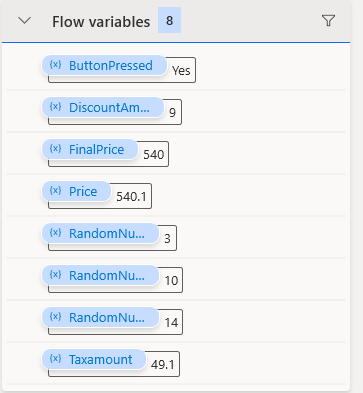 Flow variables 8
{x} ButtonPressed Yes
{x} DiscountAm... 9
{x} FinalPrice 540
{x} Price 540.1
{x} RandomNu... 3
{x} RandomNu... 10
{x} RandomNu... 14
{x} Taxamount 49.1